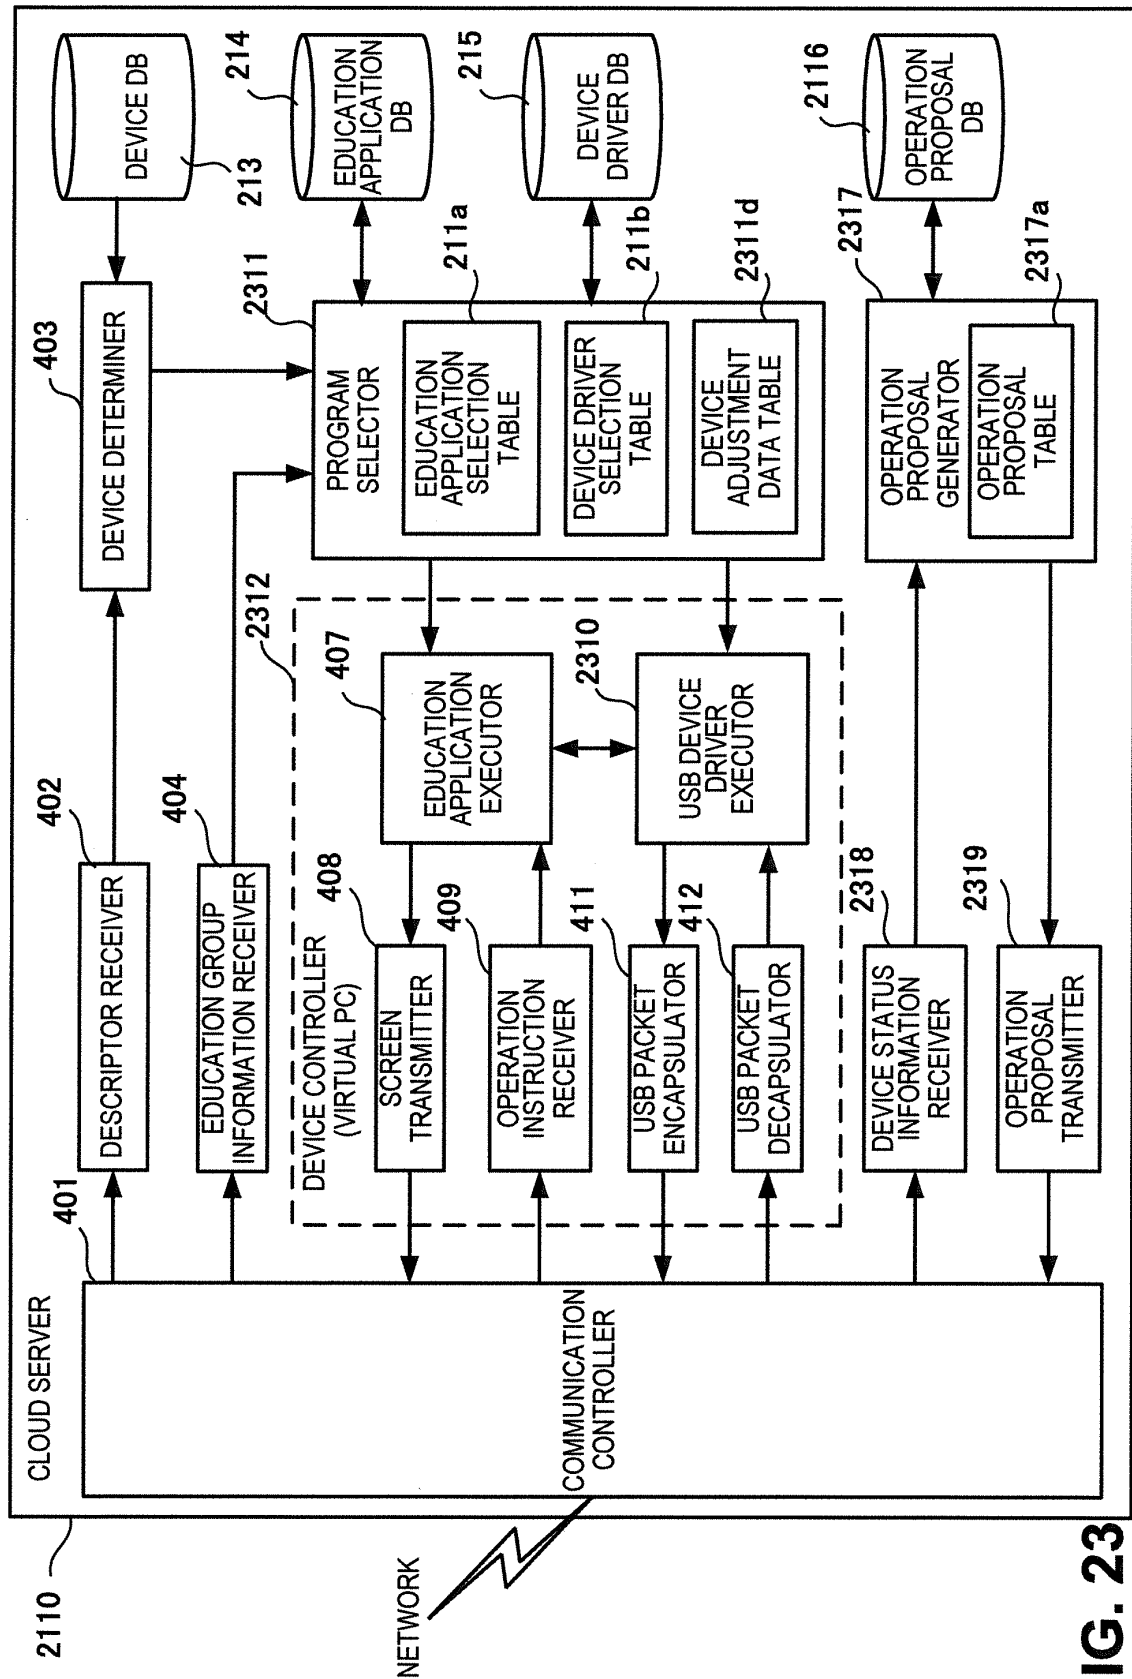 2110
CLOUD SERVER
NETWORK
COMMUNICATION
CONTROLLER
401
DESCRIPTOR RECEIVER
402
DEVICE DETERMINER
403
DEVICE DB
213
EDUCATION GROUP
INFORMATION RECEIVER
404
DEVICE CONTROLLER
(VIRTUAL PC)
2312
SCREEN
TRANSMITTER
408
OPERATION
INSTRUCTION
RECEIVER
409
USB PACKET
ENCAPSULATOR
411
USB PACKET
DECAPSULATOR
412
EDUCATION
APPLICATION
EXECUTOR
407
USB DEVICE
DRIVER
EXECUTOR
2310
PROGRAM
SELECTOR
2311
EDUCATION
APPLICATION
SELECTION
TABLE
211a
DEVICE DRIVER
SELECTION
TABLE
211b
DEVICE
ADJUSTMENT
DATA TABLE
2311d
EDUCATION
APPLICATION
DB
214
DEVICE
DRIVER DB
215
DEVICE STATUS
INFORMATION
RECEIVER
2318
OPERATION
PROPOSAL
TRANSMITTER
2319
OPERATION
PROPOSAL
GENERATOR
2317
OPERATION
PROPOSAL
TABLE
2317a
OPERATION
PROPOSAL
DB
2116
IG. 23